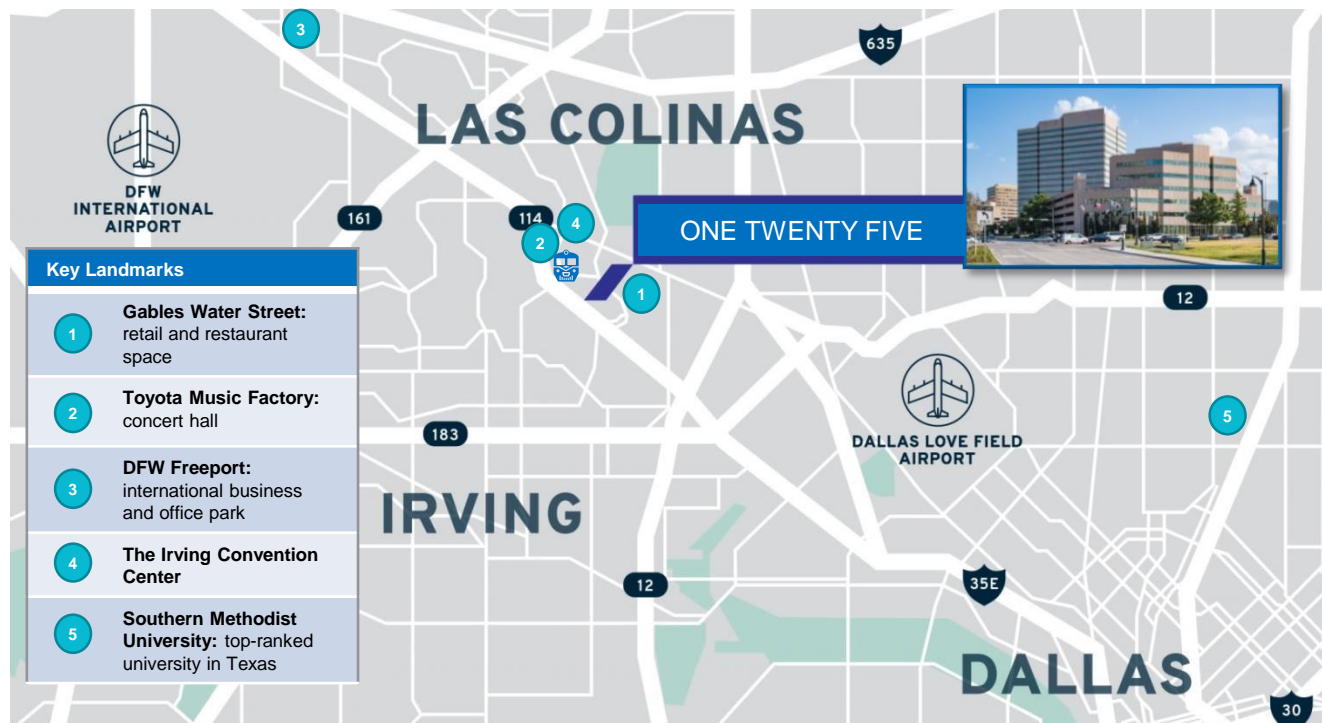 3
635
LAS COLINAS
DFW
INTERNATIONAL
AIRPORT
161
114
4
2
ONE TWENTY FIVE
1
12
Key Landmarks
1
Gables Water Street:
retail and restaurant
space
2
Toyota Music Factory:
concert hall
3
DFW Freeport:
international business
and office park
4
The Irving Convention
Center
5
Southern Methodist
University: top-ranked
university in Texas
DALLAS LOVE FIELD
AIRPORT
5
183
IRVING
12
35E
DALLAS
30